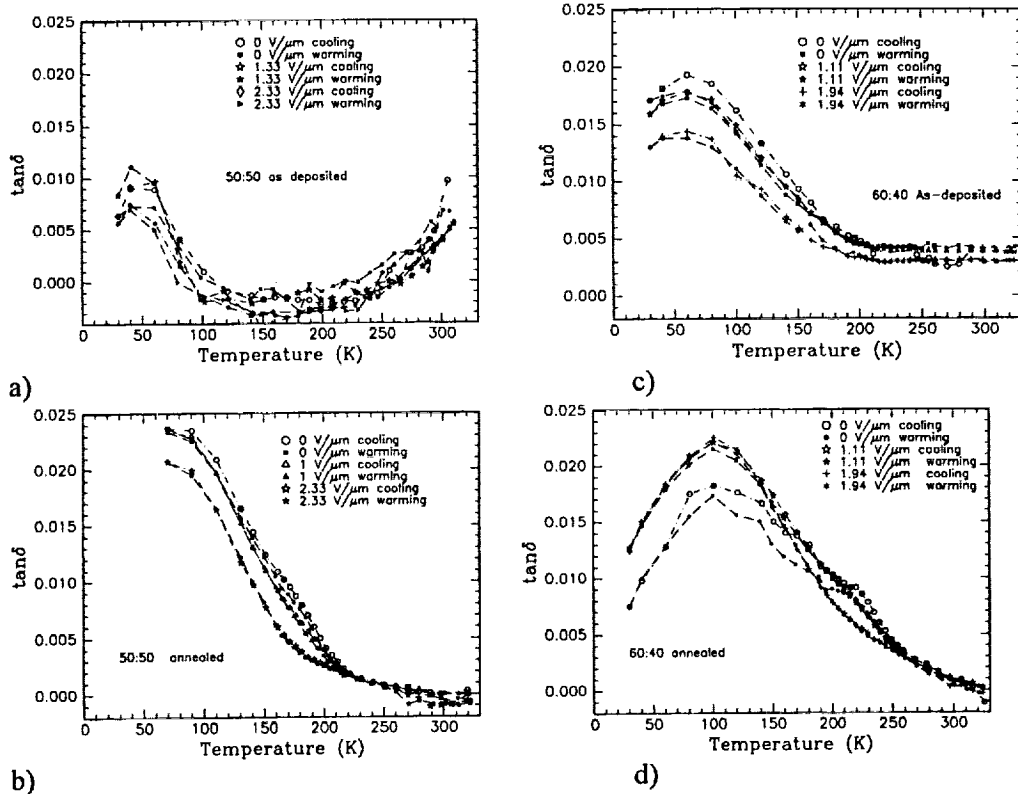 0.025
0.020
0.015
0.010
0.005
0.000
tanδ
0 V/μm cooling
0 V/μm warming
1.33 V/μm cooling
1.33 V/μm warming
2.33 V/μm cooling
2.33 V/μm warming
50:50 as deposited
0 50 100 150 200 250 300
Temperature (K)
a)
0.025
0.020
0.015
0.010
0.005
0.000
tanδ
0 V/μm cooling
0 V/μm warming
1.11 V/μm cooling
1.11 V/μm warming
1.94 V/μm cooling
1.94 V/μm warming
60:40 As-deposited
0 50 100 150 200 250 300
Temperature (K)
c)
0.025
0.020
0.015
0.010
0.005
0.000
tanδ
0 V/μm cooling
0 V/μm warming
1 V/μm cooling
1 V/μm warming
2.33 V/μm cooling
2.33 V/μm warming
50:50 annealed
0 50 100 150 200 250 300
Temperature (K)
b)
0.025
0.020
0.015
0.010
0.005
0.000
tanδ
0 V/μm cooling
0 V/μm warming
1.11 V/μm cooling
1.11 V/μm warming
1.94 V/μm cooling
1.94 V/μm warming
60:40 annealed
0 50 100 150 200 250 300
Temperature (K)
d)